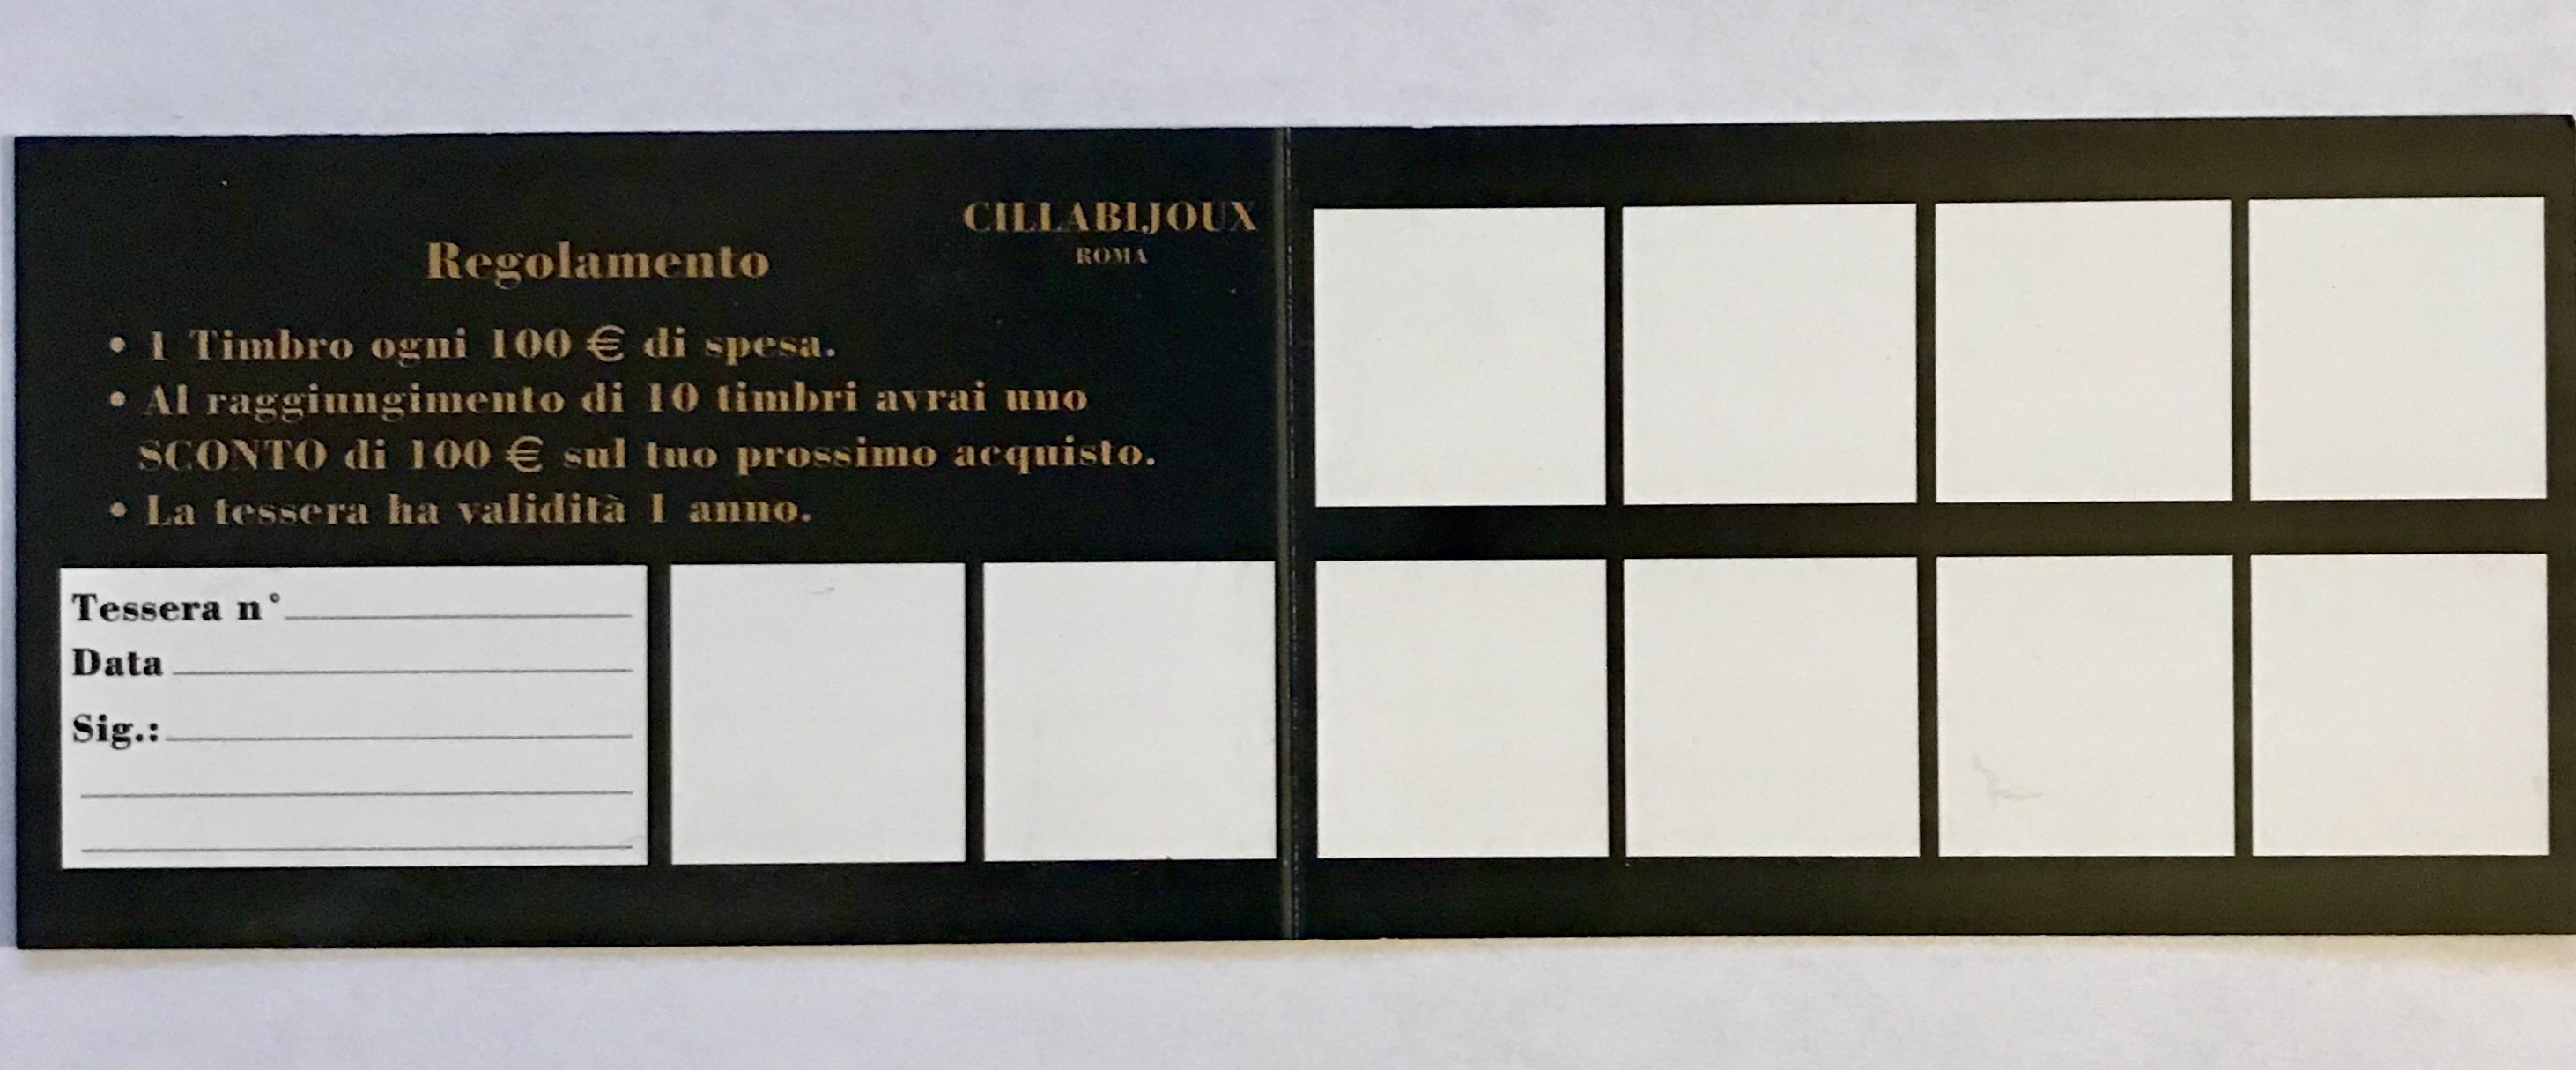 CILLABIJOUX
ROMA
Regolamento
• 1 Timbro ogni 100 € di spesa.
• Al raggiungimento di 10 timbri avrai uno
SCONTO di 100 € sul tuo prossimo acquisto.
• La tessera ha validità 1 anno.
Tessera n°
Data
Sig.: